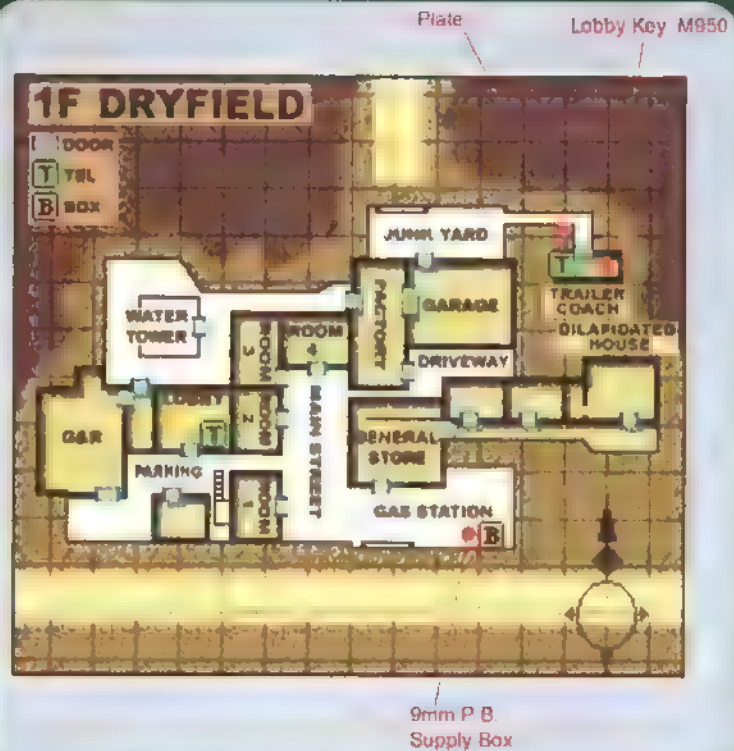 Plate
Lobby Key M950
1F DRYFIELD
DOOR
T TEL
B BOX
JUNK YARD
T
TRAILER
COACH
WATER
TOWER
FACTORY
GARAGE
DILAPIDATED
HOUSE
ROOM
3
ROOM
4
DRIVEWAY
G&R
T
ROOM
2
MAIN STREET
GENERAL
STORE
PARKING
ROOM
1
GAS STATION
B
9mm P.B.
Supply Box